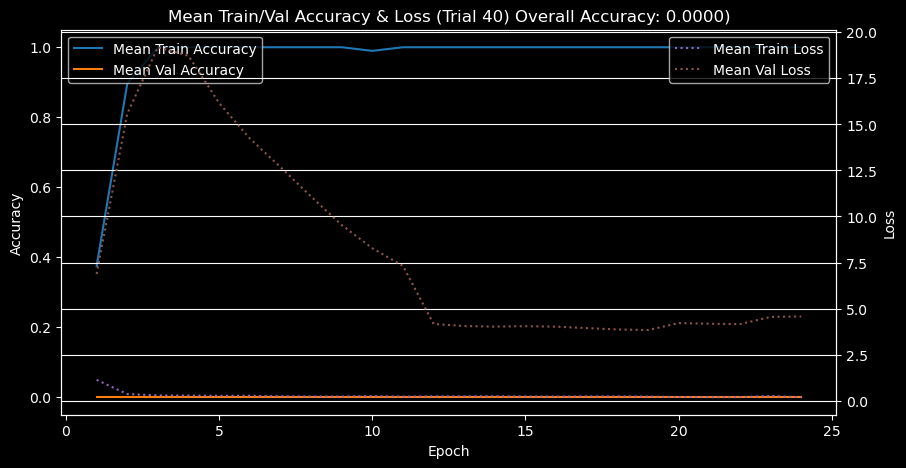 Mean Train/Val Accuracy & Loss (Trial 40) Overall Accuracy: 0.0000)
Mean Train Accuracy
Mean Val Accuracy
Mean Train Loss
Mean Val Loss
1.0
0.8
0.6
0.4
0.2
0.0
Accuracy
20.0
17.5
15.0
12.5
10.0
7.5
5.0
2.5
0.0
Loss
0 5 10 15 20 25
Epoch